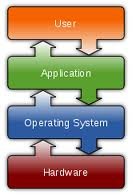 User
Application
Operating System
Hardware